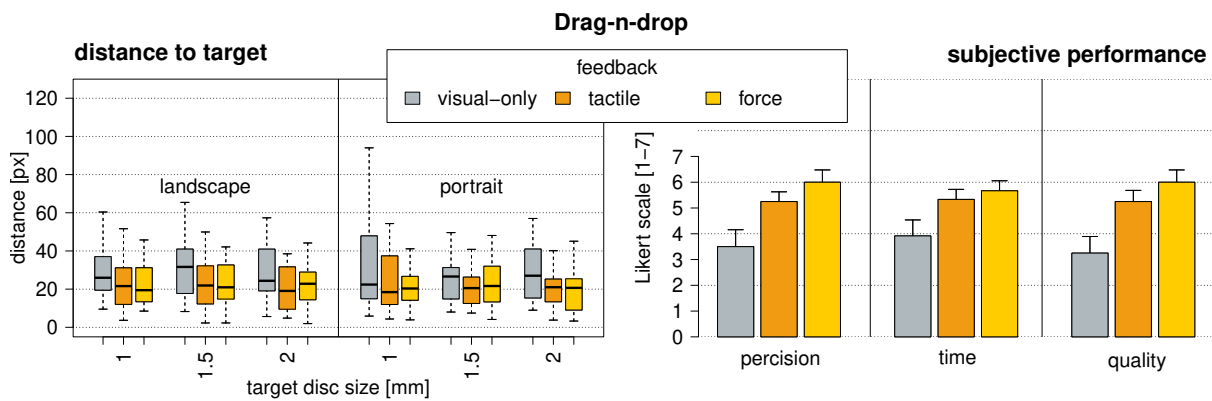 Drag-n-drop
distance to target
subjective performance
feedback
visual-only
tactile
force
distance [px]
120
100
80
60
40
20
0
landscape
portrait
1
1.5
2
1
1.5
2
target disc size [mm]
Likert scale [1-7]
7
6
5
4
3
2
1
0
percision
time
quality